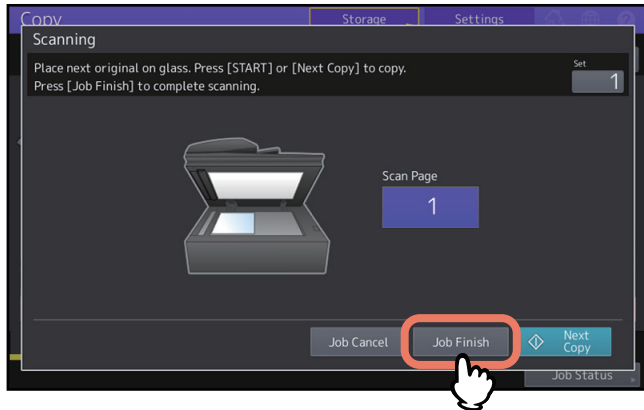 Copy
Storage
Settings
Scanning
Place next original on glass. Press [START] or [Next Copy] to copy.
Press [Job Finish] to complete scanning.
Set
1
Scan Page
1
Job Cancel
Job Finish
Next
Copy
Job Status